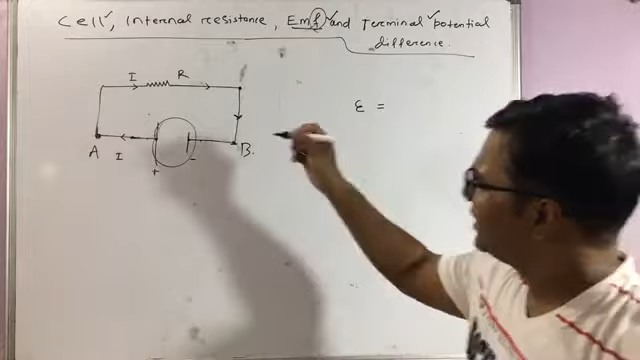 Cell, Internal resistance, Emf and Terminal potential
difference.
I R
ε =
A I B.
+ -